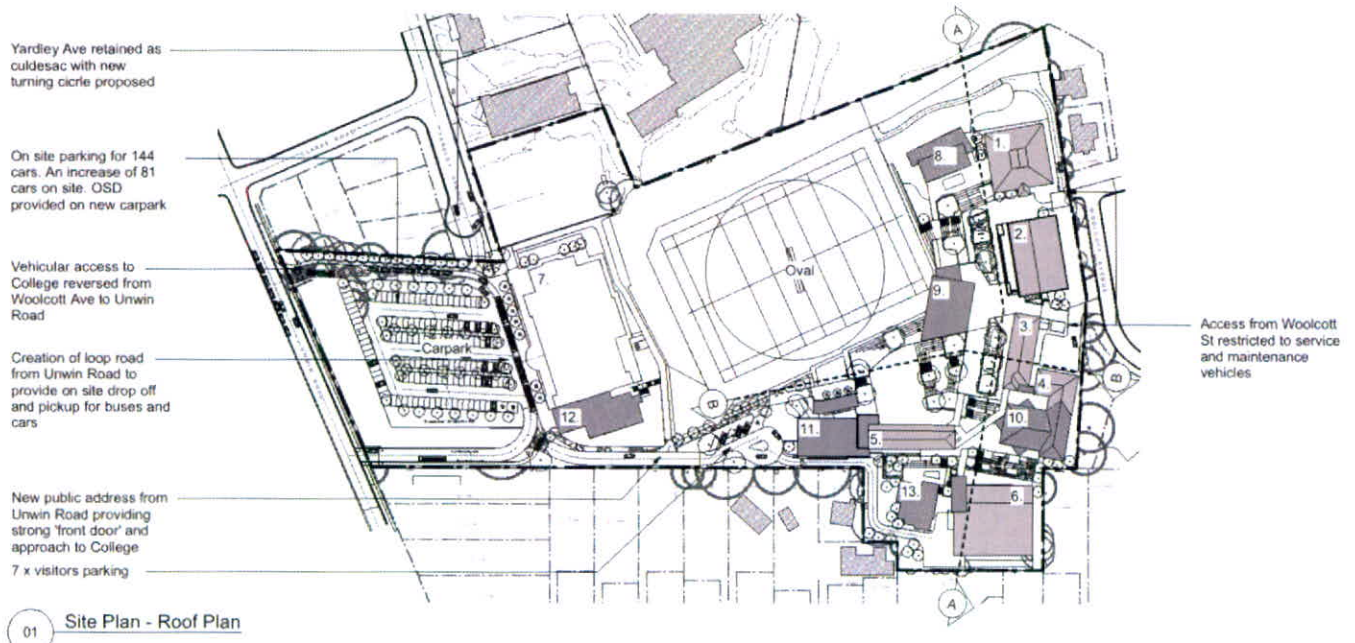 Yardley Ave retained as
culdesac with new
turning cicrle proposed
On site parking for 144
cars. An increase of 81
cars on site. OSD
provided on new carpark
Vehicular access to
College reversed from
Woolcott Ave to Unwin
Road
Creation of loop road
from Unwin Road to
provide on site drop off
and pickup for buses and
cars
New public address from
Unwin Road providing
strong 'front door' and
approach to College
7 x visitors parking
A
8.
1.
2.
Oval
7.
9.
3.
Carpark
Access from Woolcott
St restricted to service
and maintenance
vehicles
4.
B
B
12
11.
10.
5.
13.
6.
A
01
Site Plan - Roof Plan